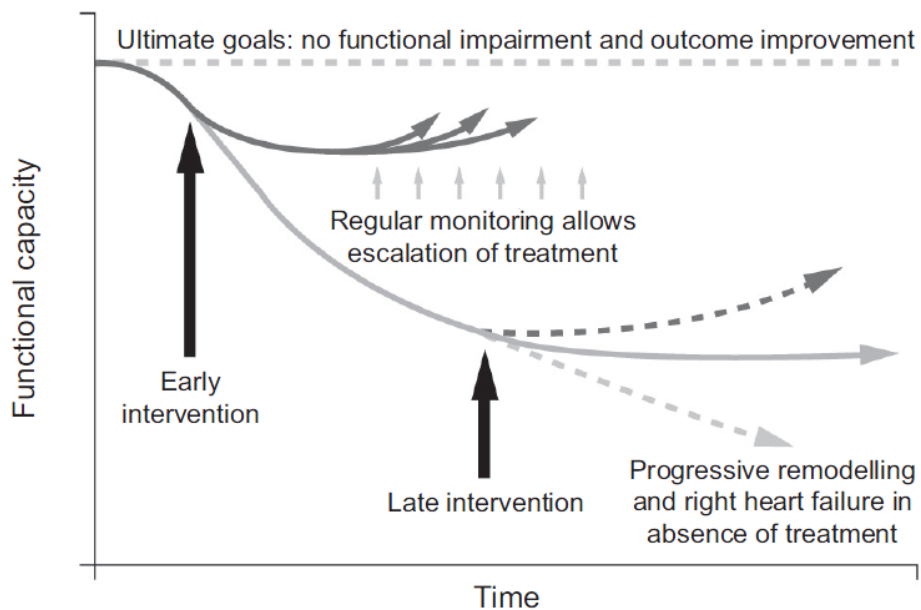 Ultimate goals: no functional impairment and outcome improvement
Functional capacity
Regular monitoring allows
escalation of treatment
Early
intervention
Late intervention
Progressive remodelling
and right heart failure in
absence of treatment
Time